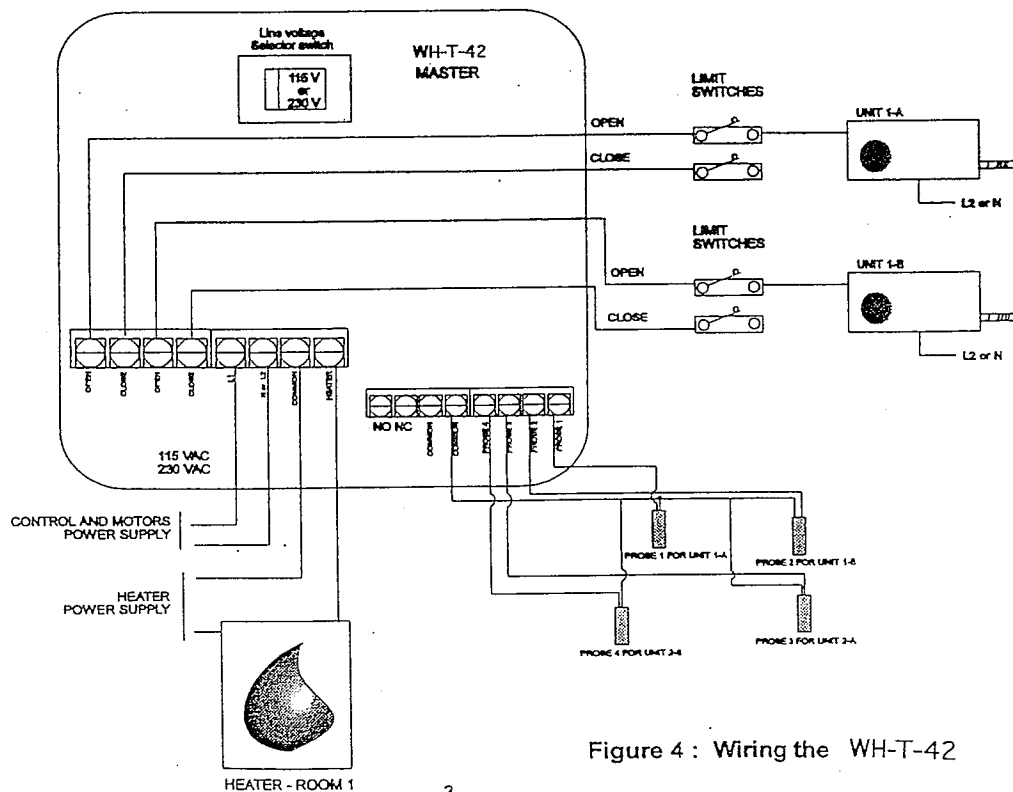 Line voltage
Selector switch
115 V
or
230 V
WH-T-42
MASTER
LIMIT
SWITCHES
OPEN
CLOSE
UNIT 1-A
L2 or N
LIMIT
SWITCHES
OPEN
CLOSE
UNIT 1-B
L2 or N
OPEN
CLOSE
OPEN
CLOSE
L1
N or L2
COMMON
HEATER
NO NC
COMMON
COMMON
PROBE 4
PROBE 3
PROBE 2
PROBE 1
115 VAC
230 VAC
CONTROL AND MOTORS
POWER SUPPLY
HEATER
POWER SUPPLY
PROBE 1 FOR UNIT 1-A
PROBE 2 FOR UNIT 1-B
PROBE 3 FOR UNIT 2-A
PROBE 4 FOR UNIT 2-B
HEATER - ROOM 1
Figure 4 : Wiring the WH-T-42